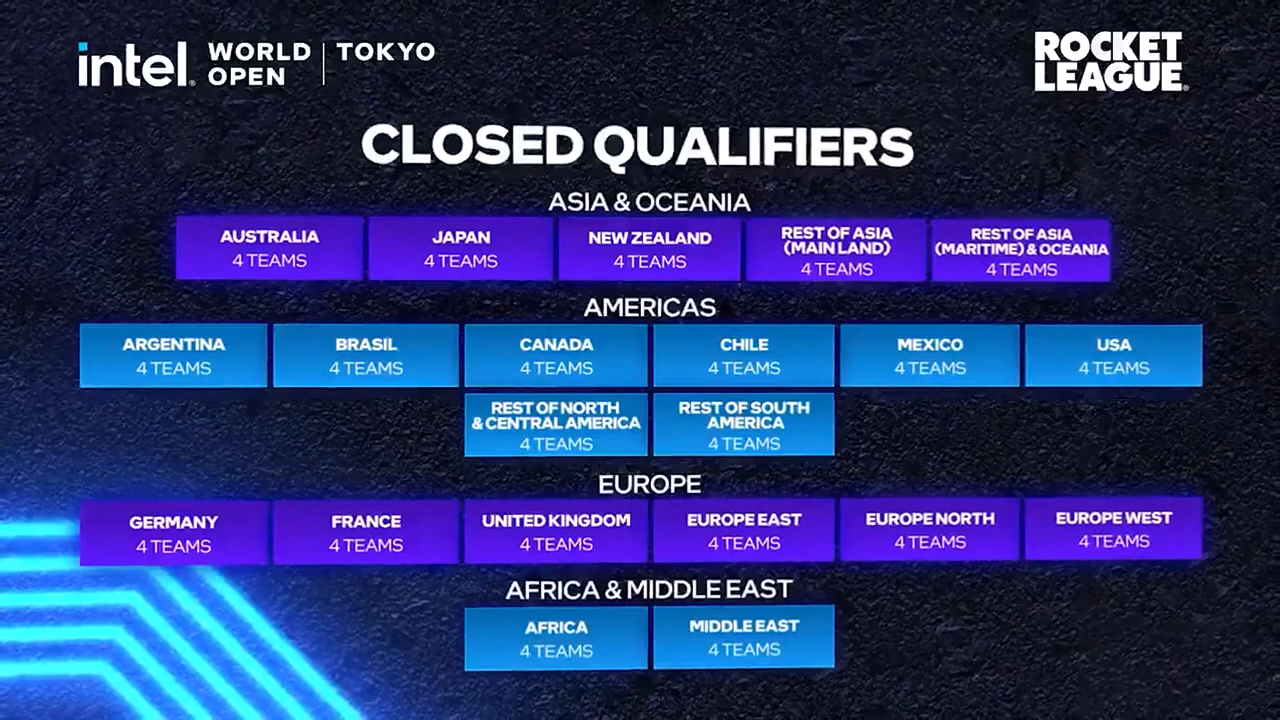 intel. WORLD OPEN | TOKYO
ROCKET LEAGUE®
CLOSED QUALIFIERS
ASIA & OCEANIA
AUSTRALIA
4 TEAMS
JAPAN
4 TEAMS
NEW ZEALAND
4 TEAMS
REST OF ASIA
(MAIN LAND)
4 TEAMS
REST OF ASIA
(MARITIME) & OCEANIA
4 TEAMS
AMERICAS
ARGENTINA
4 TEAMS
BRASIL
4 TEAMS
CANADA
4 TEAMS
CHILE
4 TEAMS
MEXICO
4 TEAMS
USA
4 TEAMS
REST OF NORTH
& CENTRAL AMERICA
4 TEAMS
REST OF SOUTH
AMERICA
4 TEAMS
EUROPE
GERMANY
4 TEAMS
FRANCE
4 TEAMS
UNITED KINGDOM
4 TEAMS
EUROPE EAST
4 TEAMS
EUROPE NORTH
4 TEAMS
EUROPE WEST
4 TEAMS
AFRICA & MIDDLE EAST
AFRICA
4 TEAMS
MIDDLE EAST
4 TEAMS